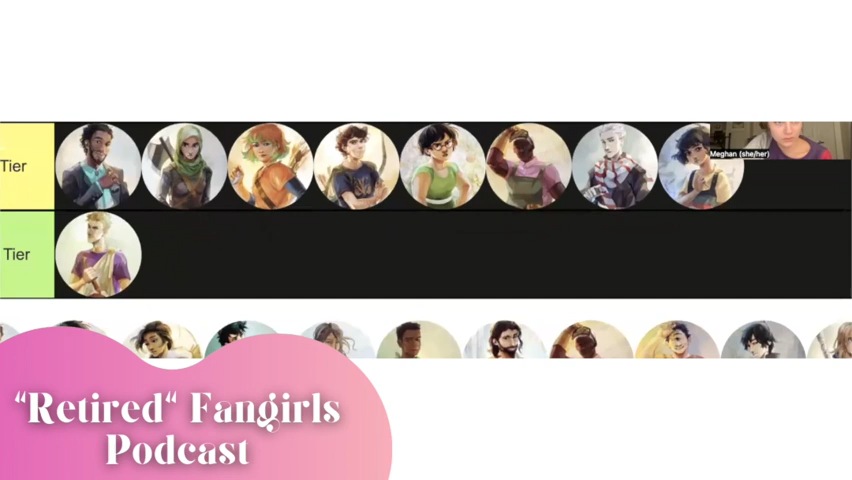 Meghan (she/her)
Tier
Tier
"Retired" Fangirls
Podcast